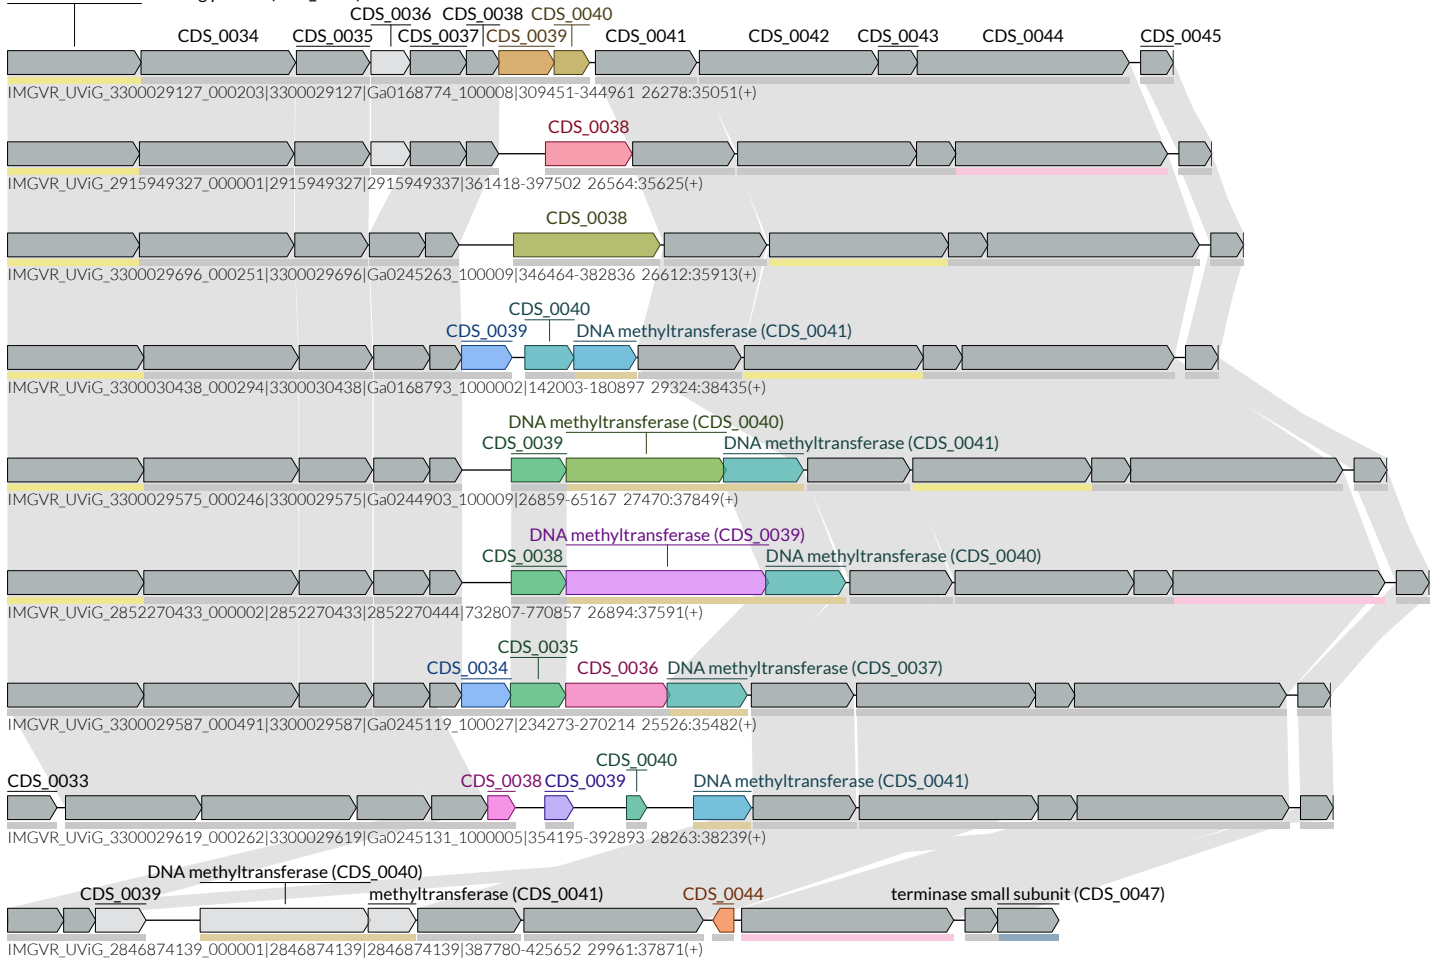 CDS_0036 CDS_0038 CDS_0040
CDS_0034 CDS_0035 CDS_0037 CDS_0039 CDS_0041 CDS_0042 CDS_0043 CDS_0044 CDS_0045
IMGVR_UViG_3300029127_000203|3300029127|Ga0168774_100008|309451-344961 26278:35051(+)
CDS_0038
IMGVR_UViG_2915949327_000001|2915949327|2915949337|361418-397502 26564:35625(+)
CDS_0038
IMGVR_UViG_3300029696_000251|3300029696|Ga0245263_100009|346464-382836 26612:35913(+)
CDS_0040
CDS_0039 DNA methyltransferase (CDS_0041)
IMGVR_UViG_3300030438_000294|3300030438|Ga0168793_1000002|142003-180897 29324:38435(+)
DNA methyltransferase (CDS_0040)
CDS_0039 DNA methyltransferase (CDS_0041)
IMGVR_UViG_3300029575_000246|3300029575|Ga0244903_100009|26859-65167 27470:37849(+)
DNA methyltransferase (CDS_0039)
CDS_0038 DNA methyltransferase (CDS_0040)
IMGVR_UViG_2852270433_000002|2852270433|2852270444|732807-770857 26894:37591(+)
CDS_0035
CDS_0034 CDS_0036 DNA methyltransferase (CDS_0037)
IMGVR_UViG_3300029587_000491|3300029587|Ga0245119_100027|234273-270214 25526:35482(+)
CDS_0040
CDS_0033 CDS_0038 CDS_0039 DNA methyltransferase (CDS_0041)
IMGVR_UViG_3300029619_000262|3300029619|Ga0245131_1000005|354195-392893 28263:38239(+)
DNA methyltransferase (CDS_0040)
CDS_0039 methyltransferase (CDS_0041) CDS_0044 terminase small subunit (CDS_0047)
IMGVR_UViG_2846874139_000001|2846874139|2846874139|387780-425652 29961:37871(+)